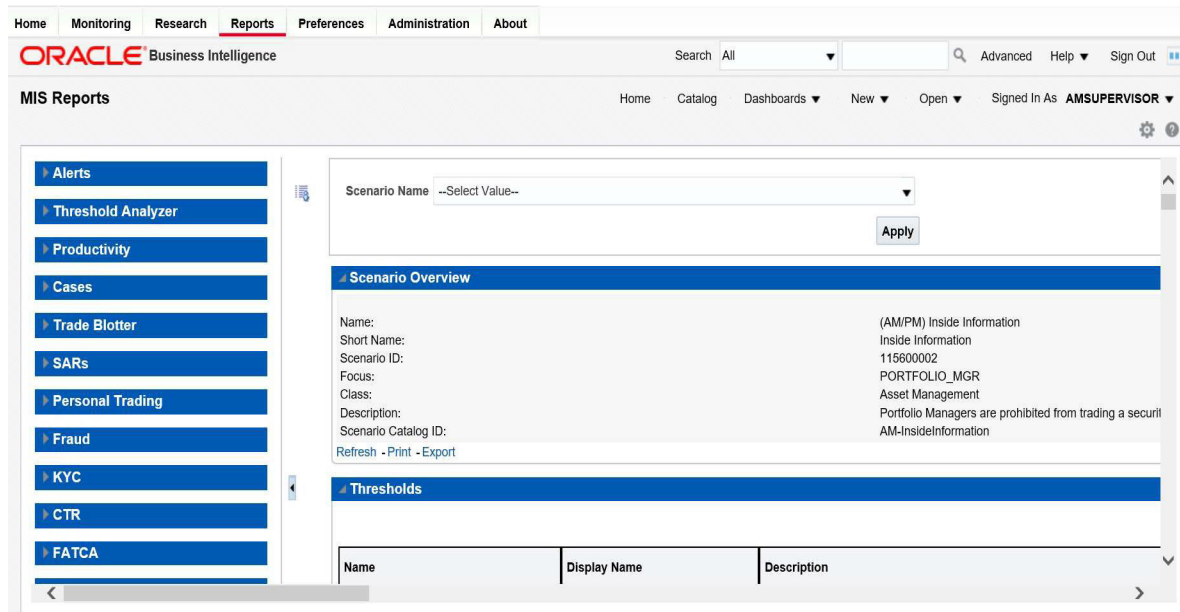 Home Monitoring Research Reports Preferences Administration About
ORACLE Business Intelligence Search All Advanced Help Sign Out
MIS Reports Home Catalog Dashboards New Open Signed In As AMSUPERVISOR
Alerts
Threshold Analyzer
Productivity
Cases
Trade Blotter
SARs
Personal Trading
Fraud
KYC
CTR
FATCA
Scenario Name --Select Value--
Apply
Scenario Overview
Name: (AM/PM) Inside Information
Short Name: Inside Information
Scenario ID: 115600002
Focus: PORTFOLIO_MGR
Class: Asset Management
Description: Portfolio Managers are prohibited from trading a securit
Scenario Catalog ID: AM-InsideInformation
Refresh - Print - Export
Thresholds
Name Display Name Description